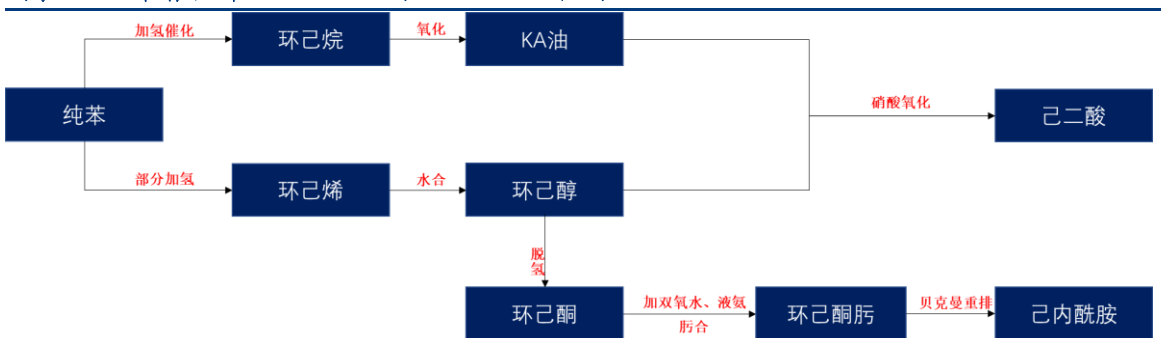 加氢催化
环己烷
氧化
KA油
纯苯
硝酸氧化
己二酸
部分加氢
环己烯
水合
环己醇
脱
氢
环己酮
加双氧水、液氨
肟合
环己酮肟
贝克曼重排
己内酰胺